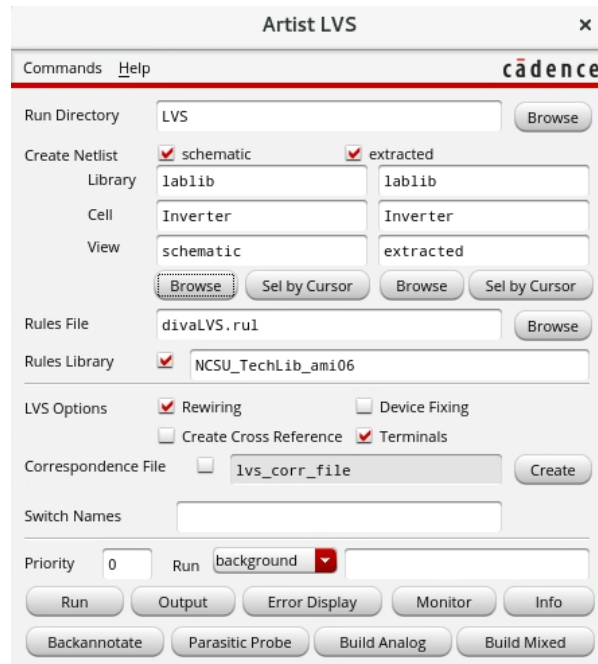 Artist LVS ×
Commands Help cādence
Run Directory LVS Browse
Create Netlist schematic extracted
Library lablib lablib
Cell Inverter Inverter
View schematic extracted
Browse Sel by Cursor Browse Sel by Cursor
Rules File divaLVS.rul Browse
Rules Library NCSU_TechLib_ami06
LVS Options Rewiring Device Fixing
Create Cross Reference Terminals
Correspondence File lvs_corr_file Create
Switch Names
Priority 0 Run background
Run Output Error Display Monitor Info
Backannotate Parasitic Probe Build Analog Build Mixed